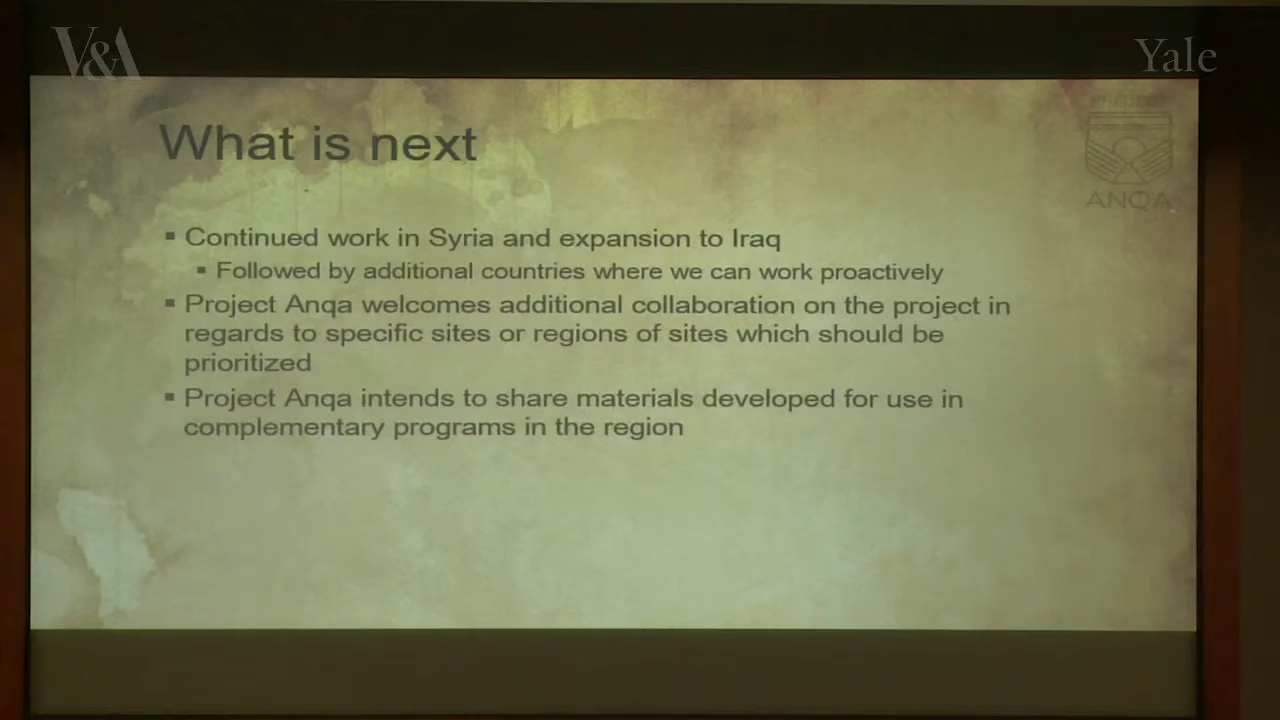 V&A
Yale
What is next
ANQA
▪ Continued work in Syria and expansion to Iraq
▪ Followed by additional countries where we can work proactively
▪ Project Anqa welcomes additional collaboration on the project in
regards to specific sites or regions of sites which should be
prioritized
▪ Project Anqa intends to share materials developed for use in
complementary programs in the region